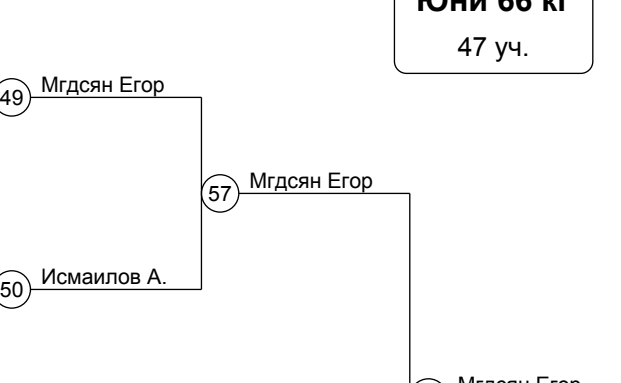 Юни 66 кг
47 уч.
49 Мгдсян Егор
57 Мгдсян Егор
50 Исмаилов А.
Мгдсян Егор